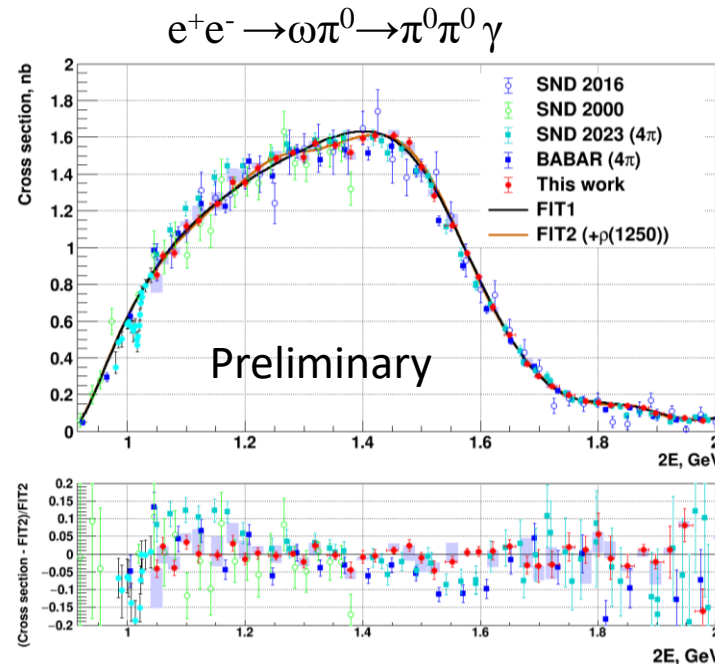 e⁺e⁻ →ωπ⁰→π⁰π⁰ γ
Cross section, nb
2
1.8
1.6
1.4
1.2
1
0.8
0.6
0.4
0.2
0
SND 2016
SND 2000
SND 2023 (4π)
BABAR (4π)
This work
FIT1
FIT2 (+ρ(1250))
Preliminary
1 1.2 1.4 1.6 1.8 2
2E, GeV
(Cross section - FIT2)/FIT2
0.2
0.15
0.1
0.05
0
−0.05
−0.1
−0.15
−0.2
1 1.2 1.4 1.6 1.8 2
2E, GeV